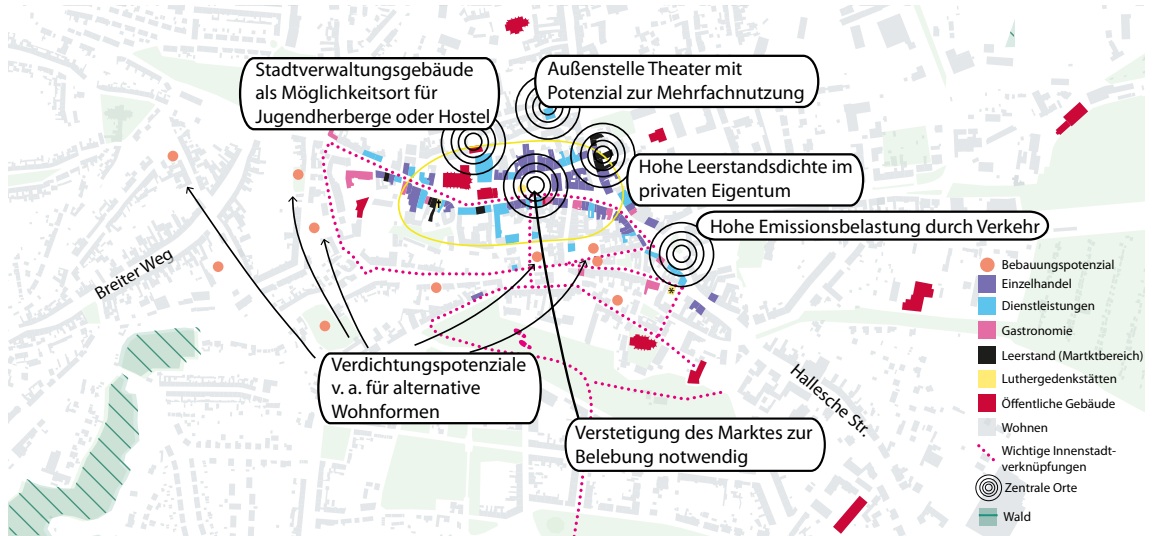 Stadtverwaltungsgebäude
als Möglichkeitsort für
Jugendherberge oder Hostel
Außenstelle Theater mit
Potenzial zur Mehrfachnutzung
Hohe Leerstandsdichte im
privaten Eigentum
Hohe Emissionsbelastung durch Verkehr
Breiter Weg
Verdichtungspotenziale
v. a. für alternative
Wohnformen
Verstetigung des Marktes zur
Belebung notwendig
Hallesche Str.
Bebauungspotenzial
Einzelhandel
Dienstleistungen
Gastronomie
Leerstand (Marktbereich)
Luthergedenkstätten
Öffentliche Gebäude
Wohnen
Wichtige Innenstadt-
verknüpfungen
Zentrale Orte
Wald